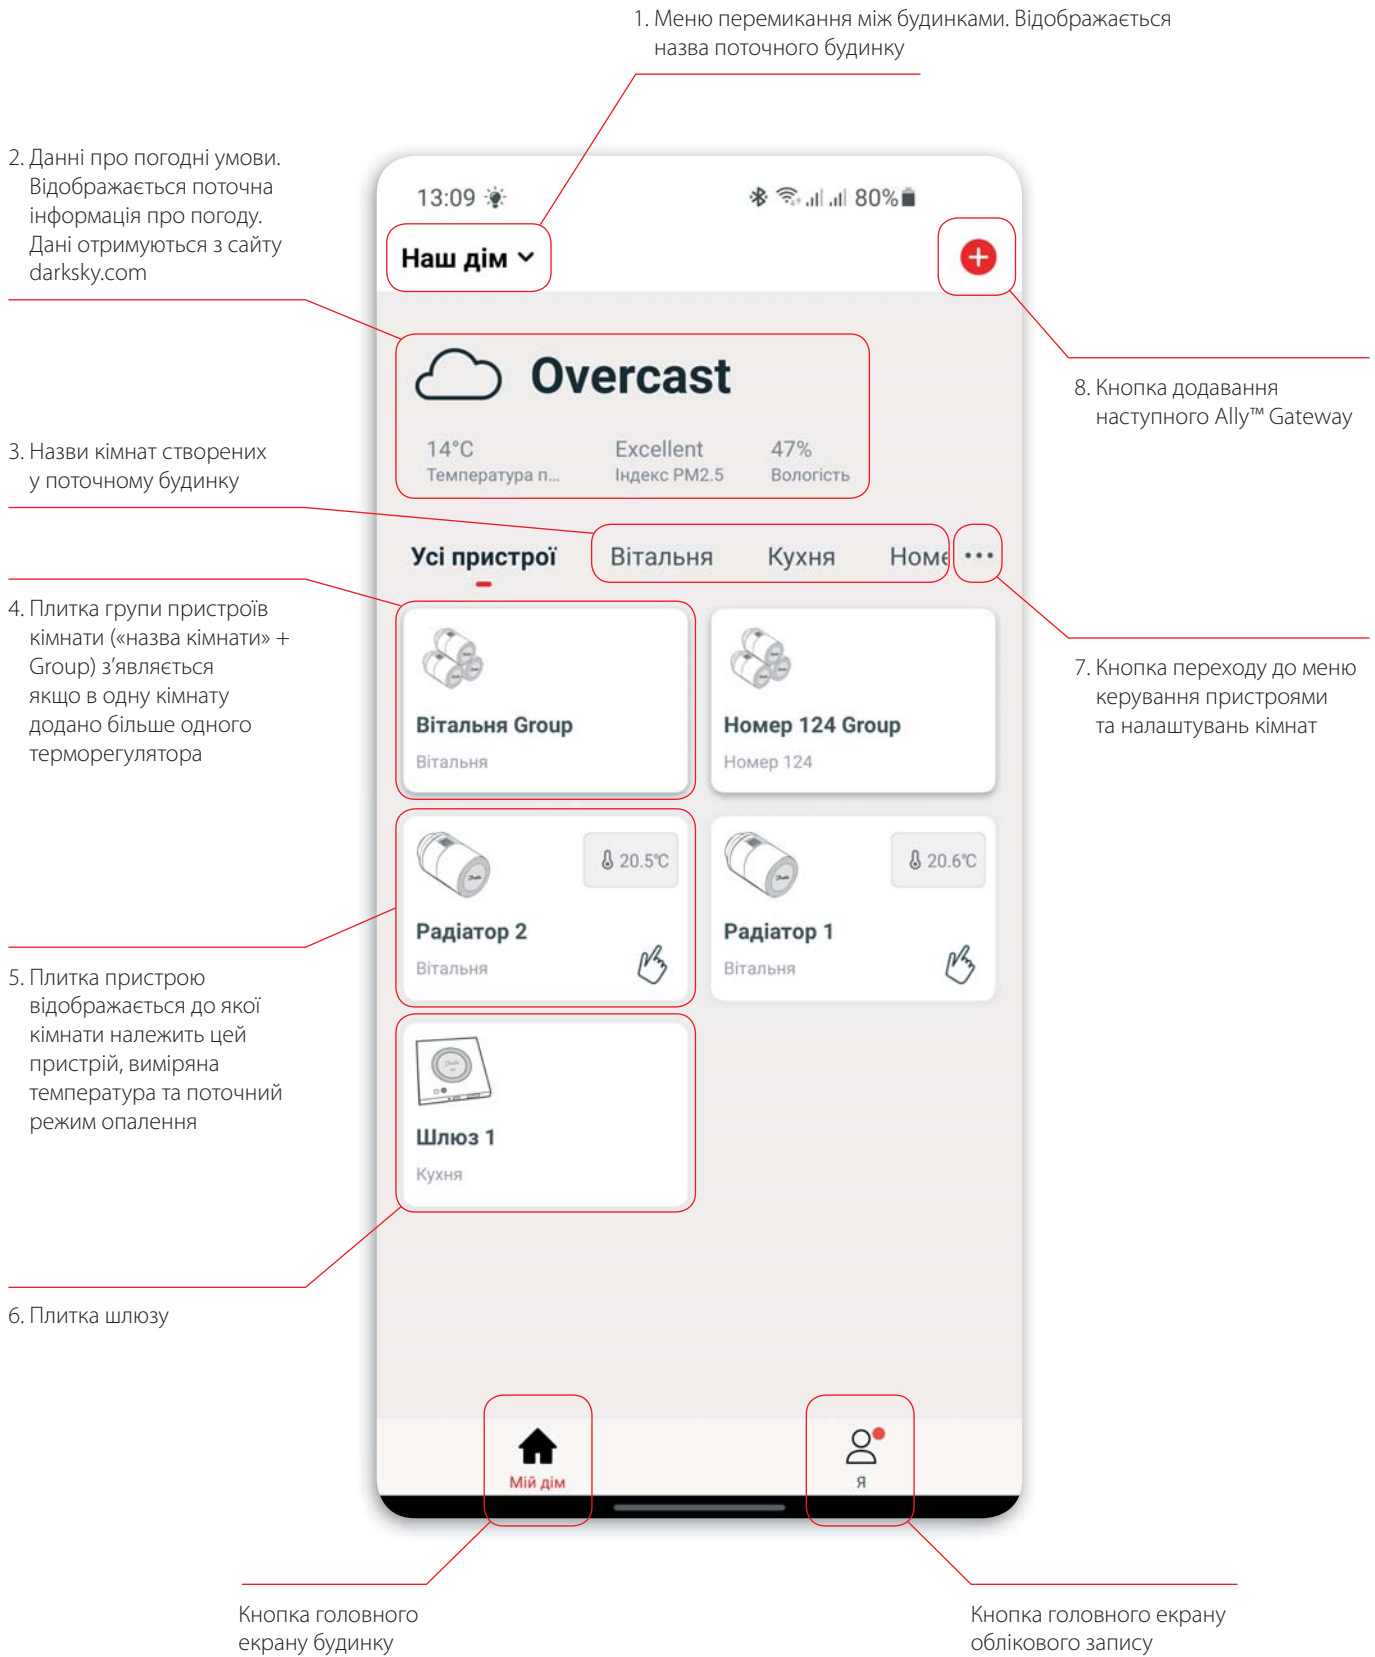 1. Меню перемикання між будинками. Відображається
назва поточного будинку
2. Данні про погодні умови.
Відображається поточна
інформація про погоду.
Дані отримуються з сайту
darksky.com
3. Назви кімнат створених
у поточному будинку
4. Плитка групи пристроїв
кімнати («назва кімнати» +
Group) з’являється
якщо в одну кімнату
додано більше одного
терморегулятора
5. Плитка пристрою
відображається до якої
кімнати належить цей
пристрій, виміряна
температура та поточний
режим опалення
6. Плитка шлюзу
13:09
80%
Наш дім
Overcast
14°C Excellent 47%
Температура п... Індекс PM2.5 Вологість
Усі пристрої Вітальня Кухня Номе
Вітальня Group
Вітальня
Номер 124 Group
Номер 124
20.5°C
Радіатор 2
Вітальня
20.6°C
Радіатор 1
Вітальня
Шлюз 1
Кухня
Мій дім
Я
8. Кнопка додавання
наступного Ally™ Gateway
7. Кнопка переходу до меню
керування пристроями
та налаштувань кімнат
Кнопка головного
екрану будинку
Кнопка головного екрану
облікового запису